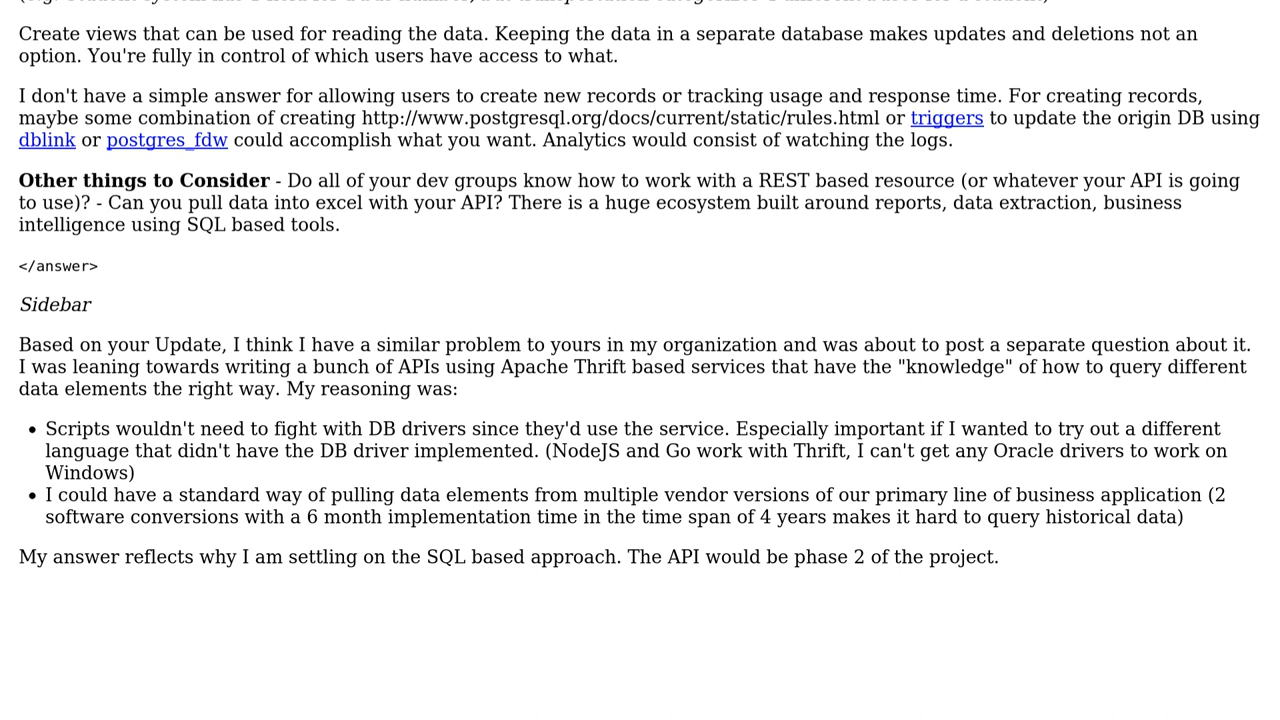 Create views that can be used for reading the data. Keeping the data in a separate database makes updates and deletions not an
option. You're fully in control of which users have access to what.
I don't have a simple answer for allowing users to create new records or tracking usage and response time. For creating records,
maybe some combination of creating http://www.postgresql.org/docs/current/static/rules.html or triggers to update the origin DB using
dblink or postgres_fdw could accomplish what you want. Analytics would consist of watching the logs.
Other things to Consider - Do all of your dev groups know how to work with a REST based resource (or whatever your API is going
to use)? - Can you pull data into excel with your API? There is a huge ecosystem built around reports, data extraction, business
intelligence using SQL based tools.
</answer>
Sidebar
Based on your Update, I think I have a similar problem to yours in my organization and was about to post a separate question about it.
I was leaning towards writing a bunch of APIs using Apache Thrift based services that have the "knowledge" of how to query different
data elements the right way. My reasoning was:
• Scripts wouldn't need to fight with DB drivers since they'd use the service. Especially important if I wanted to try out a different
language that didn't have the DB driver implemented. (NodeJS and Go work with Thrift, I can't get any Oracle drivers to work on
Windows)
• I could have a standard way of pulling data elements from multiple vendor versions of our primary line of business application (2
software conversions with a 6 month implementation time in the time span of 4 years makes it hard to query historical data)
My answer reflects why I am settling on the SQL based approach. The API would be phase 2 of the project.